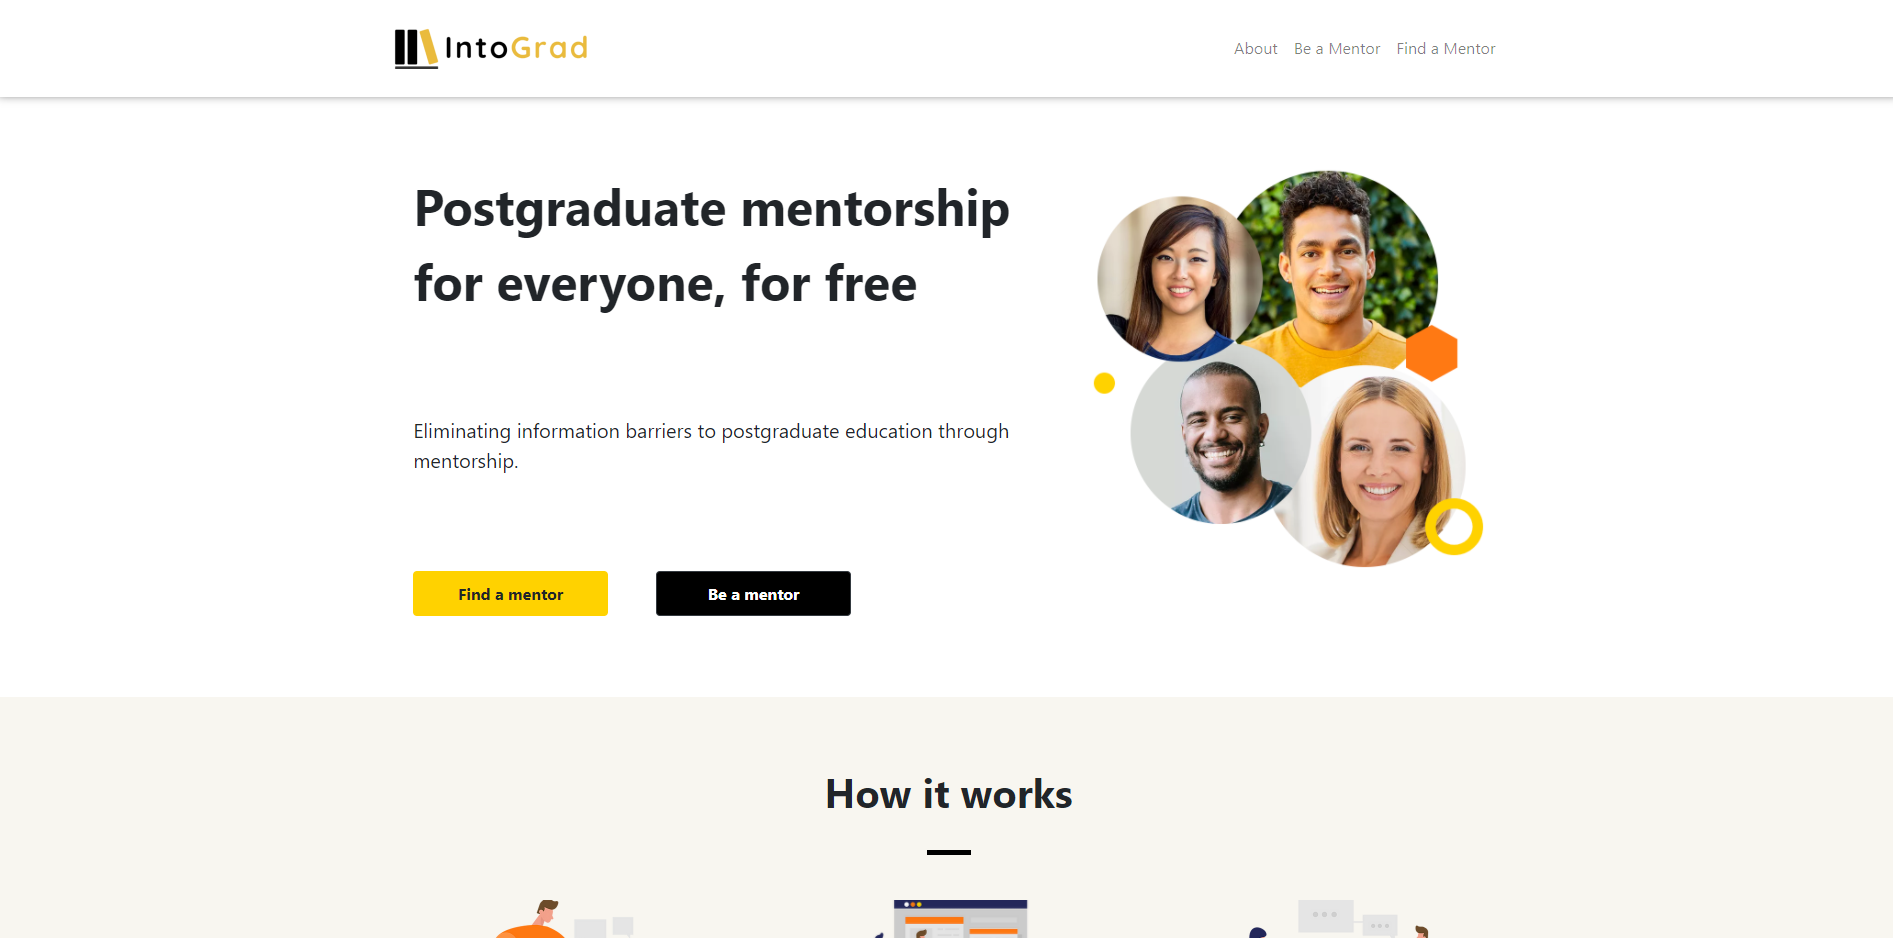 IntoGrad
About Be a Mentor Find a Mentor
Postgraduate mentorship
for everyone, for free
Eliminating information barriers to postgraduate education through
mentorship.
Find a mentor Be a mentor
How it works